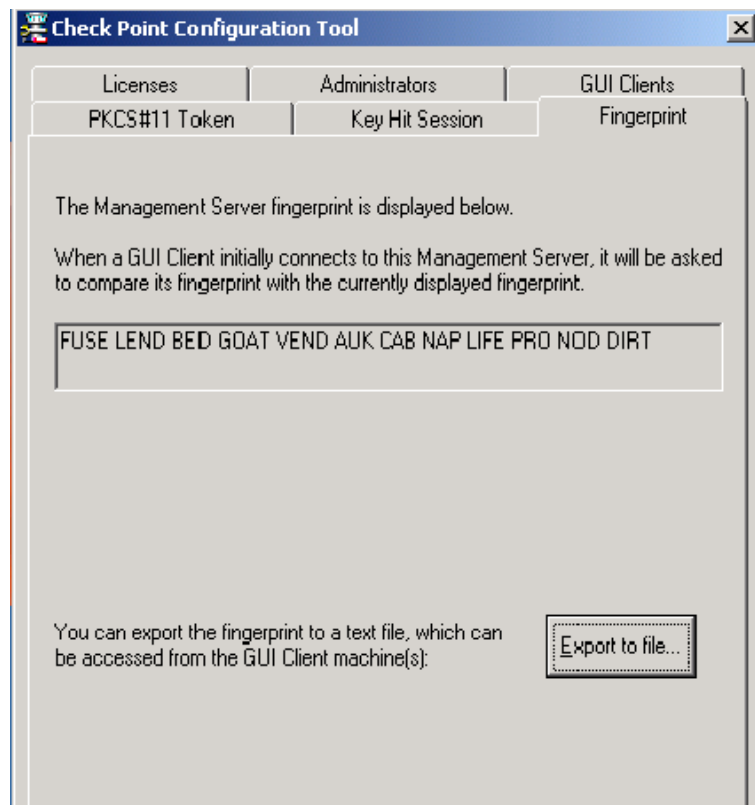 Check Point Configuration Tool
Licenses
Administrators
GUI Clients
PKCS#11 Token
Key Hit Session
Fingerprint
The Management Server fingerprint is displayed below.
When a GUI Client initially connects to this Management Server, it will be asked
to compare its fingerprint with the currently displayed fingerprint.
FUSE LEND BED GOAT VEND AUK CAB NAP LIFE PRO NOD DIRT
You can export the fingerprint to a text file, which can
be accessed from the GUI Client machine(s):
Export to file...